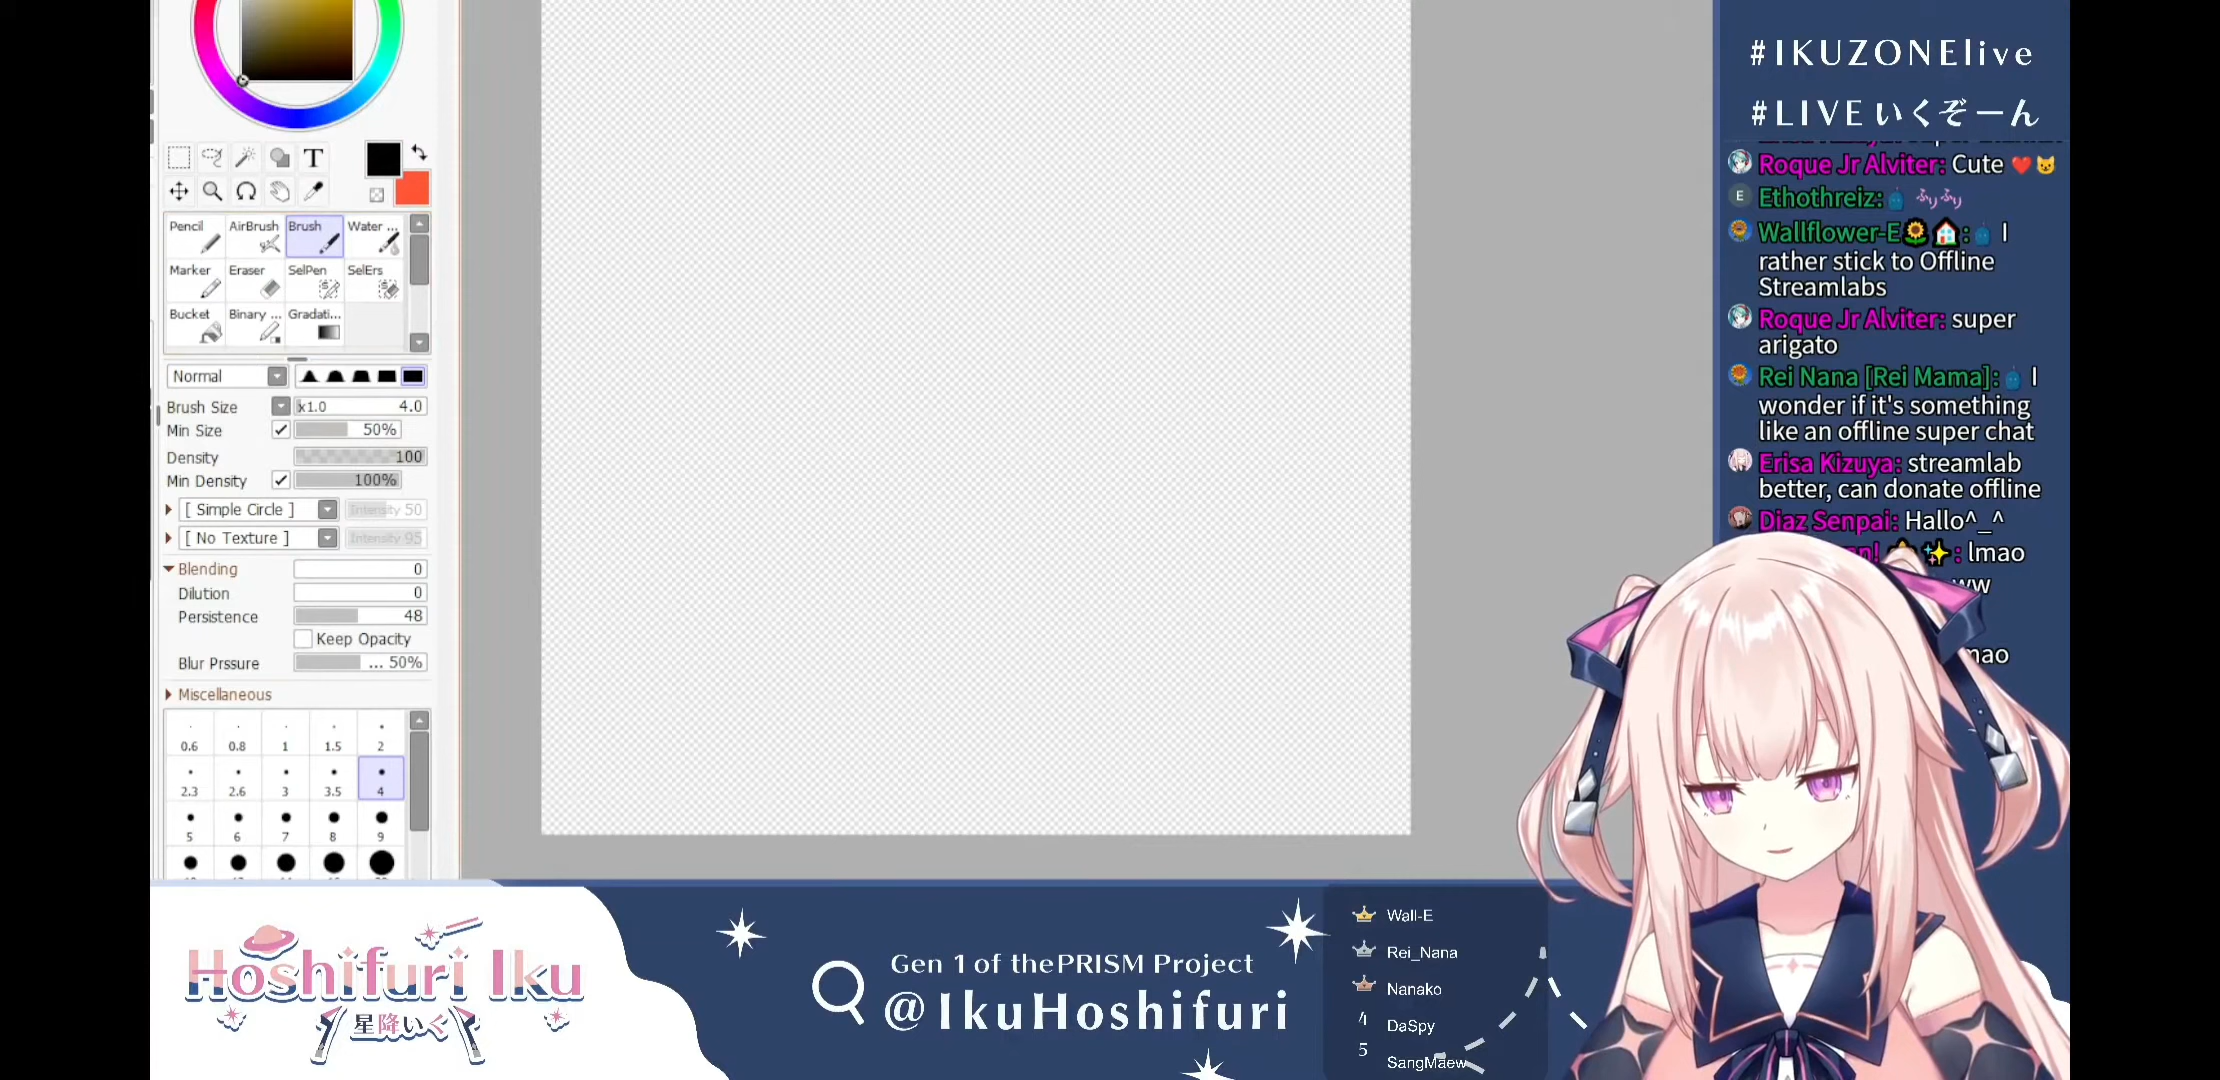 T
Pencil AirBrush Brush Water ...
Marker Eraser SelPen SelErs
Bucket Binary ... Gradati...
Normal
Brush Size x1.0 4.0
Min Size 50%
Density 100
Min Density 100%
[ Simple Circle ] Intensity 50
[ No Texture ] Intensity 95
Blending 0
Dilution 0
Persistence 48
Keep Opacity
Blur Prssure ... 50%
Miscellaneous
0.6 0.8 1 1.5 2
2.3 2.6 3 3.5 4
5 6 7 8 9
#IKUZONElive
#LIVEいくぞーん
Roque Jr Alviter: Cute ❤️😺
E Ethothreiz: ふりふり
Wallflower-E🌻🏠: I
rather stick to Offline
Streamlabs
Roque Jr Alviter: super
arigato
Rei Nana [Rei Mama]: I
wonder if it's something
like an offline super chat
Erisa Kizuya: streamlab
better, can donate offline
Diaz Senpai: Hallo^_^
✨: lmao
ww
Hoshifuri Iku
星降いく
Gen 1 of the PRISM Project
@IkuHoshifuri
Wall-E
Rei_Nana
Nanako
4 DaSpy
5 SangMaew